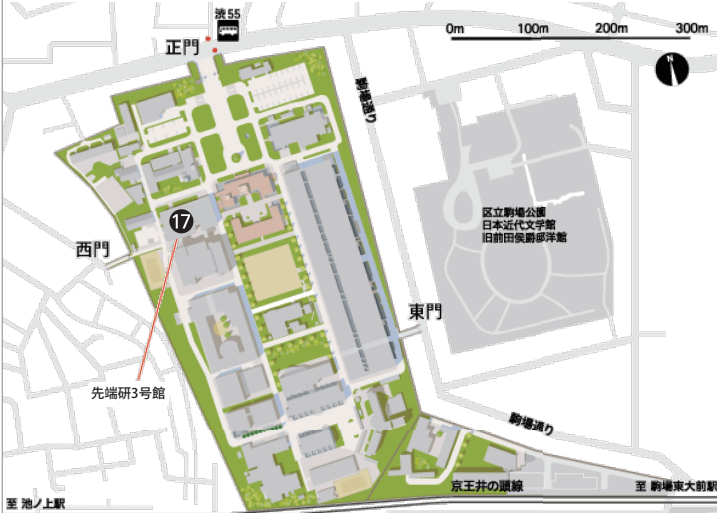 渋55
正門
0m 100m 200m 300m
N
駒場通り
17
区立駒場公園
日本近代文学館
旧前田侯爵邸洋館
西門
東門
先端研3号館
駒場通り
京王井の頭線
至 駒場東大前駅
至 池ノ上駅